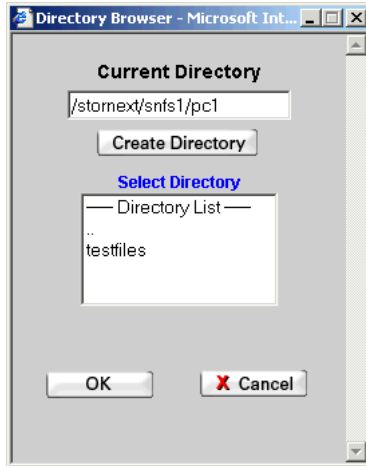 Directory Browser - Microsoft Int...
Current Directory
/stornext/snfs1/pc1
Create Directory
Select Directory
—— Directory List ——
..
testfiles
OK
X Cancel